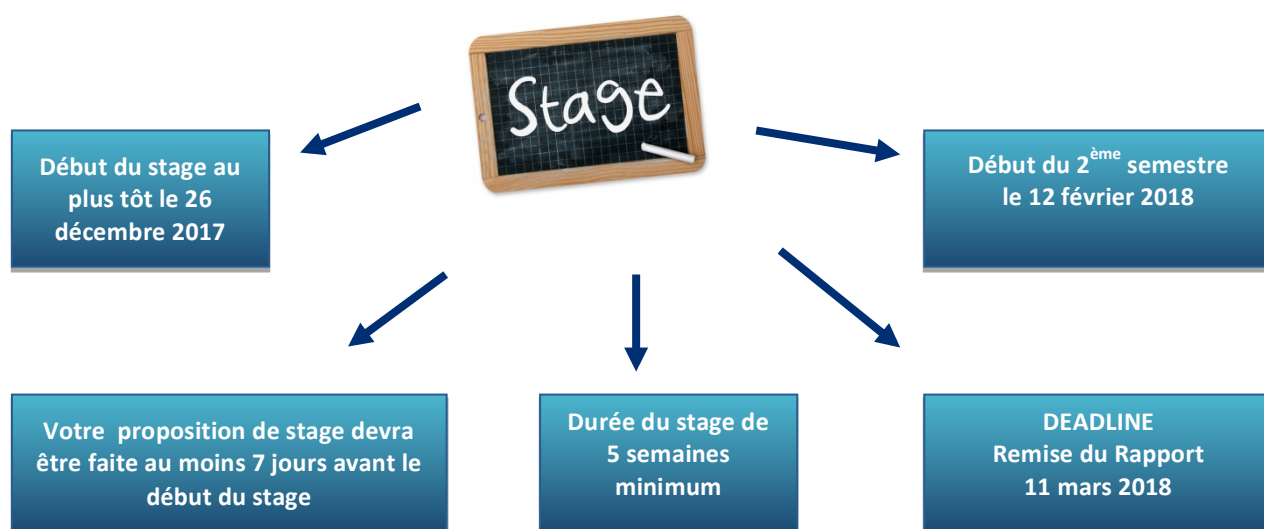 Stage
Début du stage au
plus tôt le 26
décembre 2017
Début du 2ème semestre
le 12 février 2018
Votre proposition de stage devra
être faite au moins 7 jours avant le
début du stage
Durée du stage de
5 semaines
minimum
DEADLINE
Remise du Rapport
11 mars 2018